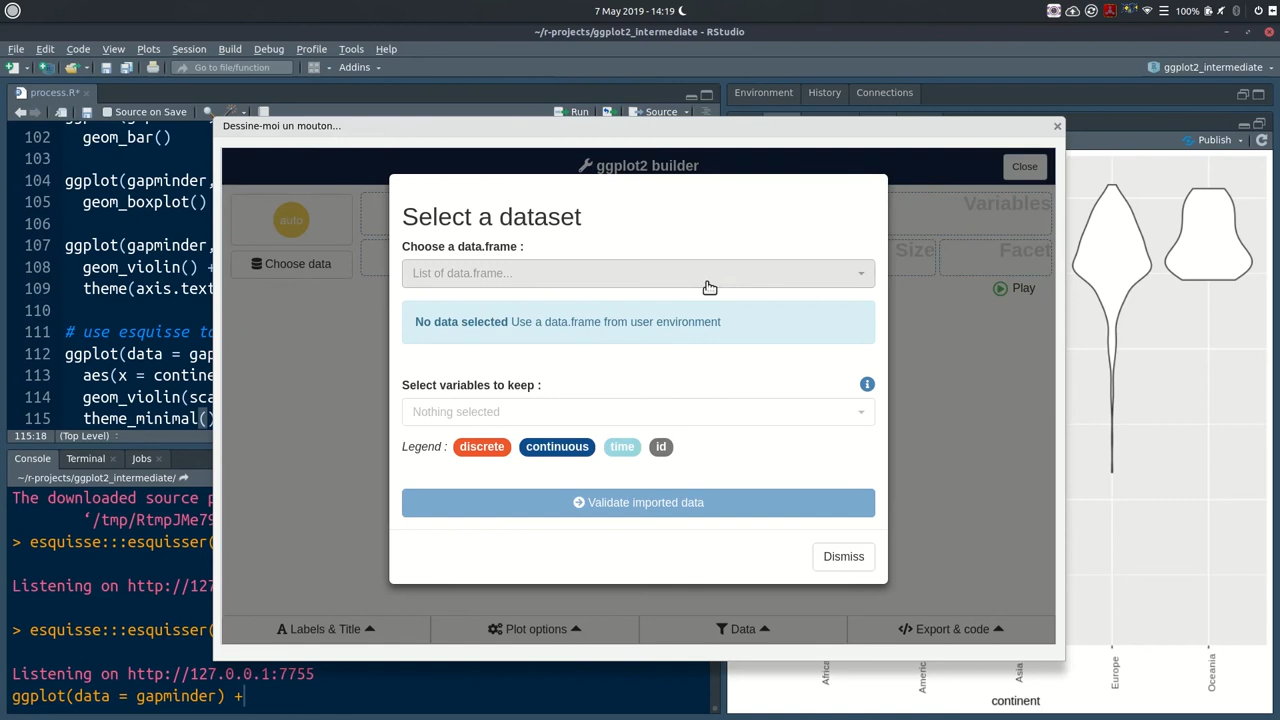 7 May 2019 - 14:19
100%
~/r-projects/ggplot2_intermediate - RStudio
File Edit Code View Plots Session Build Debug Profile Tools Help
Go to file/function
Addins
ggplot2_intermediate
process.R*
Environment History Connections
Source on Save
Run
Source
Dessine-moi un mouton...
Publish
102 geom_bar()
103
104 ggplot(gapminder,
105 geom_boxplot()
106
107 ggplot(gapminder,
108 geom_violin() +
109 theme(axis.text
110
111 # use esquisse to
112 ggplot(data = gap
113 aes(x = contine
114 geom_violin(sca
115 theme_minimal()
115:18 (Top Level)
ggplot2 builder
Close
auto
Variables
Choose data
Size
Facet
Play
Select a dataset
Choose a data.frame :
List of data.frame...
No data selected Use a data.frame from user environment
Select variables to keep :
Nothing selected
Legend : discrete continuous time id
Validate imported data
Dismiss
Labels & Title
Plot options
Data
Export & code
Console Terminal Jobs
~/r-projects/ggplot2_intermediate/
The downloaded source p
‘/tmp/RtmpJMe79
> esquisse:::esquisser(
Listening on http://127
> esquisse:::esquisser(
Listening on http://127.0.0.1:7755
ggplot(data = gapminder) +
Africa
Americ
Asia
Europe
Oceania
continent